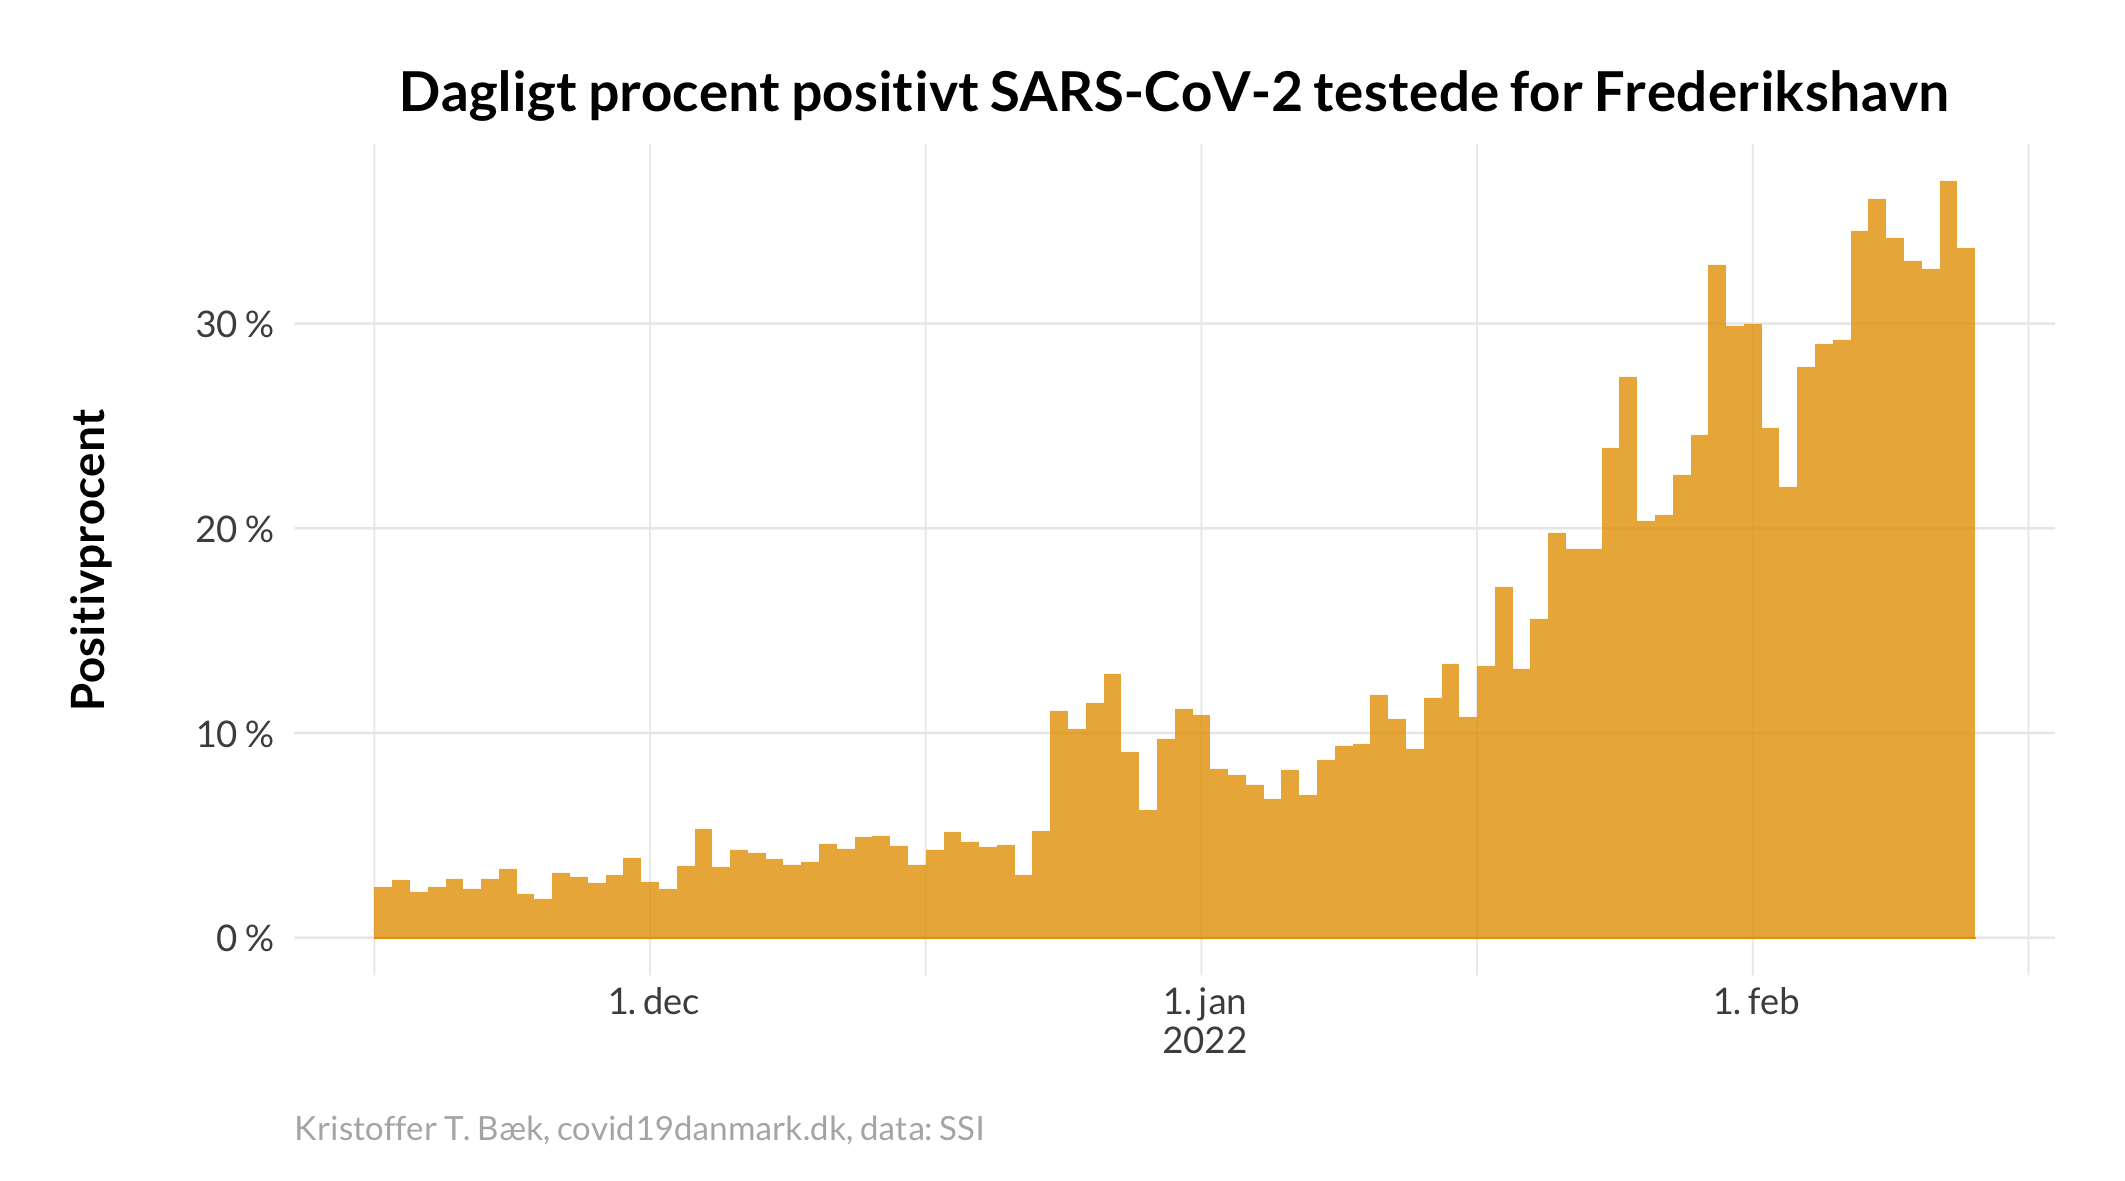 Dagligt procent positivt SARS-CoV-2 testede for Frederikshavn
Positivprocent
30 %
20 %
10 %
0 %
1. dec
1. jan
2022
1. feb
Kristoffer T. Bæk, covid19danmark.dk, data: SSI